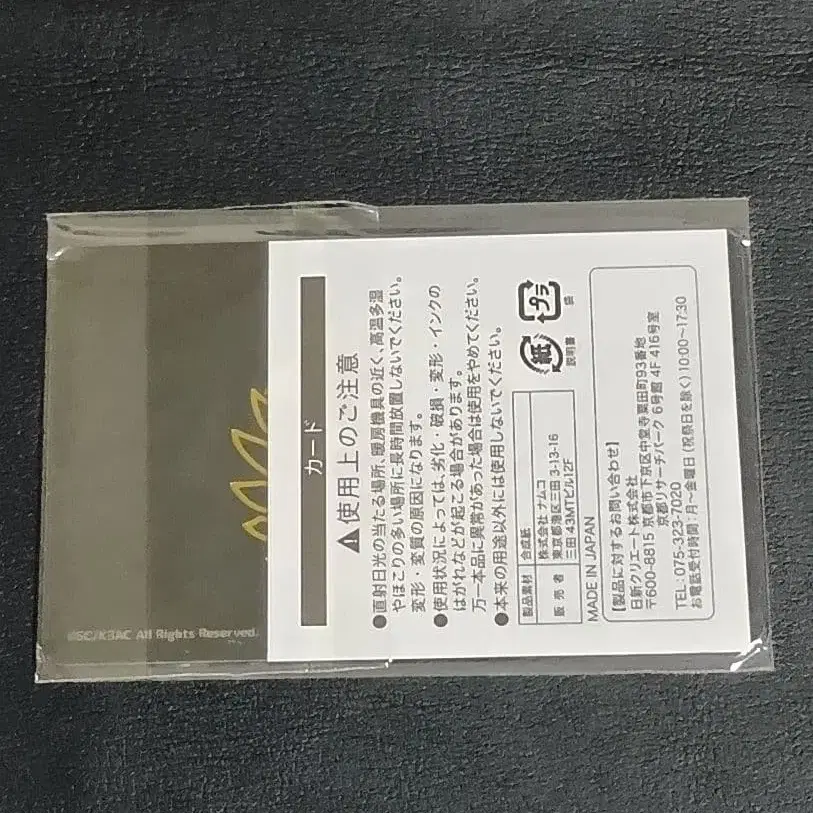 ©SC/K3AC All Rights Reserved.
カード
使用上のご注意
●直射日光の当たる場所、暖房機具の近く、高温多湿
やほこりの多い場所に長時間放置しないでください。
変形・変質の原因になります。
●使用状況によっては、劣化・破損・変形・インクの
はがれなどが起こる場合があります。
万一本品に異常があった場合は使用をやめてください。
●本来の用途以外には使用しないでください。
製品素材 合成紙
販売者 株式会社 ナムコ
東京都港区三田 3-13-16
三田 43MTビル12F
紙
説明書
プラ
袋
MADE IN JAPAN
【製品に対するお問い合わせ】
日新クリエート株式会社
〒600-8815 京都市下京区中堂寺粟田町93番地
京都リサーチパーク 6号館 4F 416号室
TEL:075-323-7020
お電話受付時間:月～金曜日(祝祭日を除く)10:00～17:30